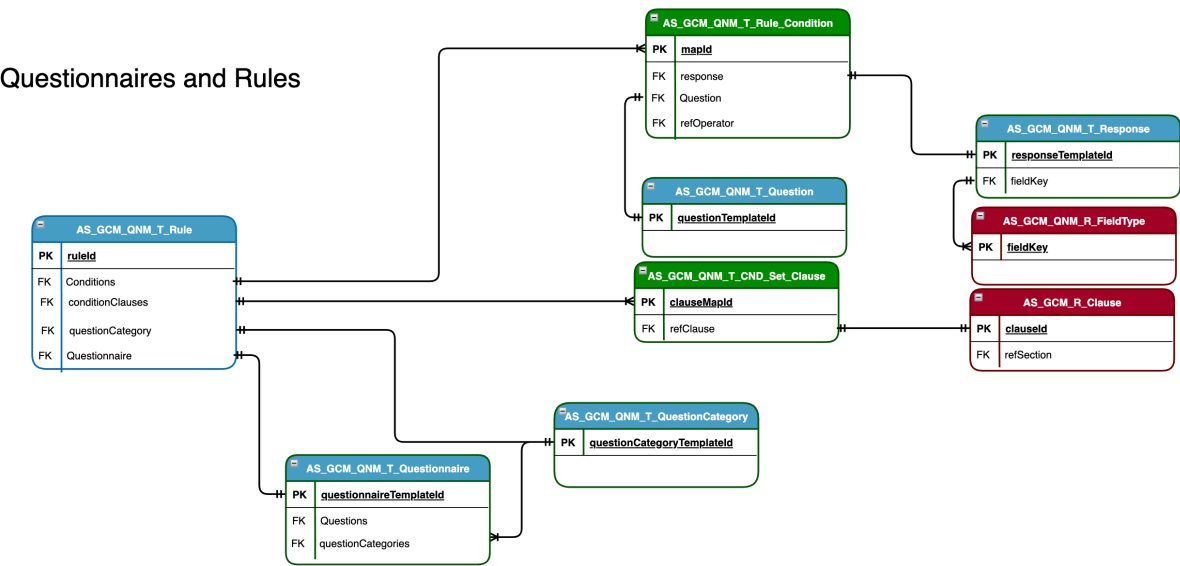 Questionnaires and Rules
AS_GCM_QNM_T_Rule_Condition
PK mapId
FK response
FK Question
FK refOperator
AS_GCM_QNM_T_Response
PK responseTemplateId
FK fieldKey
AS_GCM_QNM_T_Question
PK questionTemplateId
AS_GCM_QNM_R_FieldType
PK fieldKey
AS_GCM_QNM_T_Rule
PK ruleId
FK Conditions
FK conditionClauses
FK questionCategory
FK Questionnaire
AS_GCM_QNM_T_CND_Set_Clause
PK clauseMapId
FK refClause
AS_GCM_R_Clause
PK clauseId
FK refSection
AS_GCM_QNM_T_QuestionCategory
PK questionCategoryTemplateId
AS_GCM_QNM_T_Questionnaire
PK questionnaireTemplateId
FK Questions
FK questionCategories